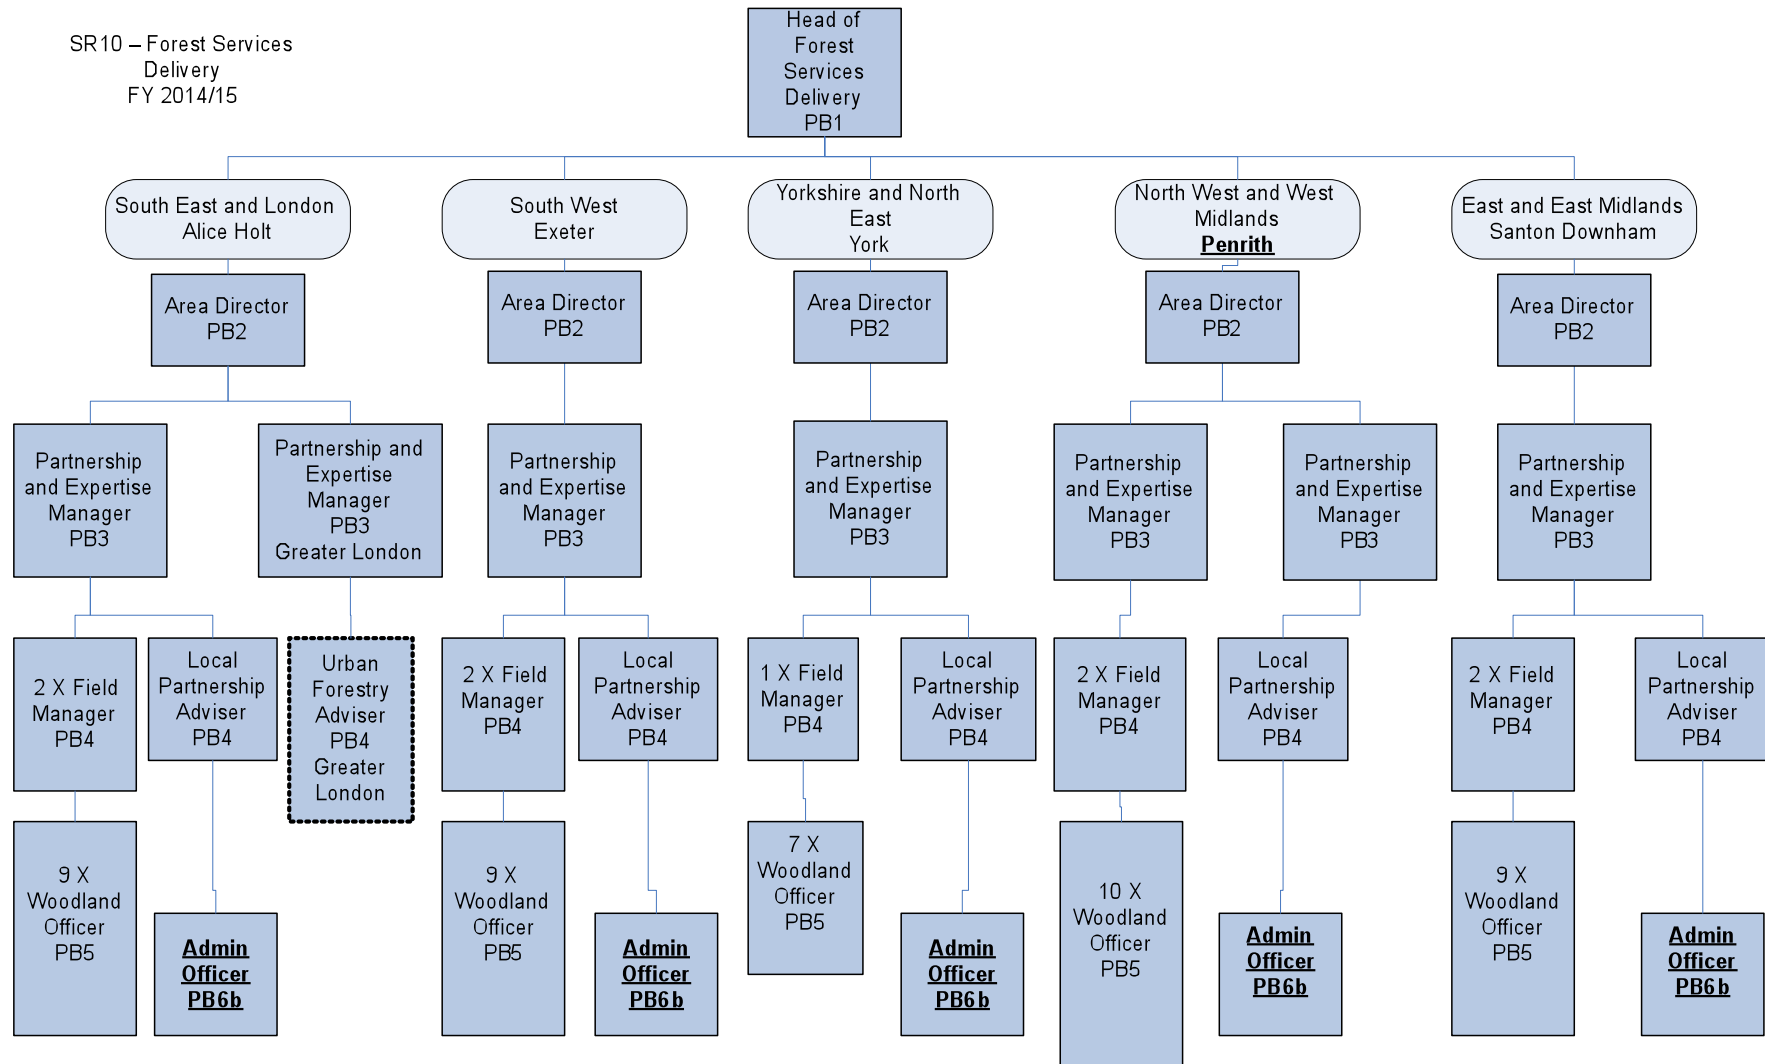 SR10 – Forest Services
Delivery
FY 2014/15
Head of
Forest
Services
Delivery
PB1
South East and London
Alice Holt
South West
Exeter
Yorkshire and North
East
York
North West and West
Midlands
Penrith
East and East Midlands
Santon Downham
Area Director
PB2
Area Director
PB2
Area Director
PB2
Area Director
PB2
Area Director
PB2
Partnership
and Expertise
Manager
PB3
Partnership and
Expertise
Manager
PB3
Greater London
Partnership
and Expertise
Manager
PB3
Partnership
and Expertise
Manager
PB3
Partnership
and Expertise
Manager
PB3
Partnership
and Expertise
Manager
PB3
Partnership
and Expertise
Manager
PB3
2 X Field
Manager
PB4
Local
Partnership
Adviser
PB4
Urban
Forestry
Adviser
PB4
Greater
London
2 X Field
Manager
PB4
Local
Partnership
Adviser
PB4
1 X Field
Manager
PB4
Local
Partnership
Adviser
PB4
2 X Field
Manager
PB4
Local
Partnership
Adviser
PB4
2 X Field
Manager
PB4
Local
Partnership
Adviser
PB4
9 X
Woodland
Officer
PB5
Admin
Officer
PB6b
9 X
Woodland
Officer
PB5
Admin
Officer
PB6b
7 X
Woodland
Officer
PB5
Admin
Officer
PB6b
10 X
Woodland
Officer
PB5
Admin
Officer
PB6b
9 X
Woodland
Officer
PB5
Admin
Officer
PB6b